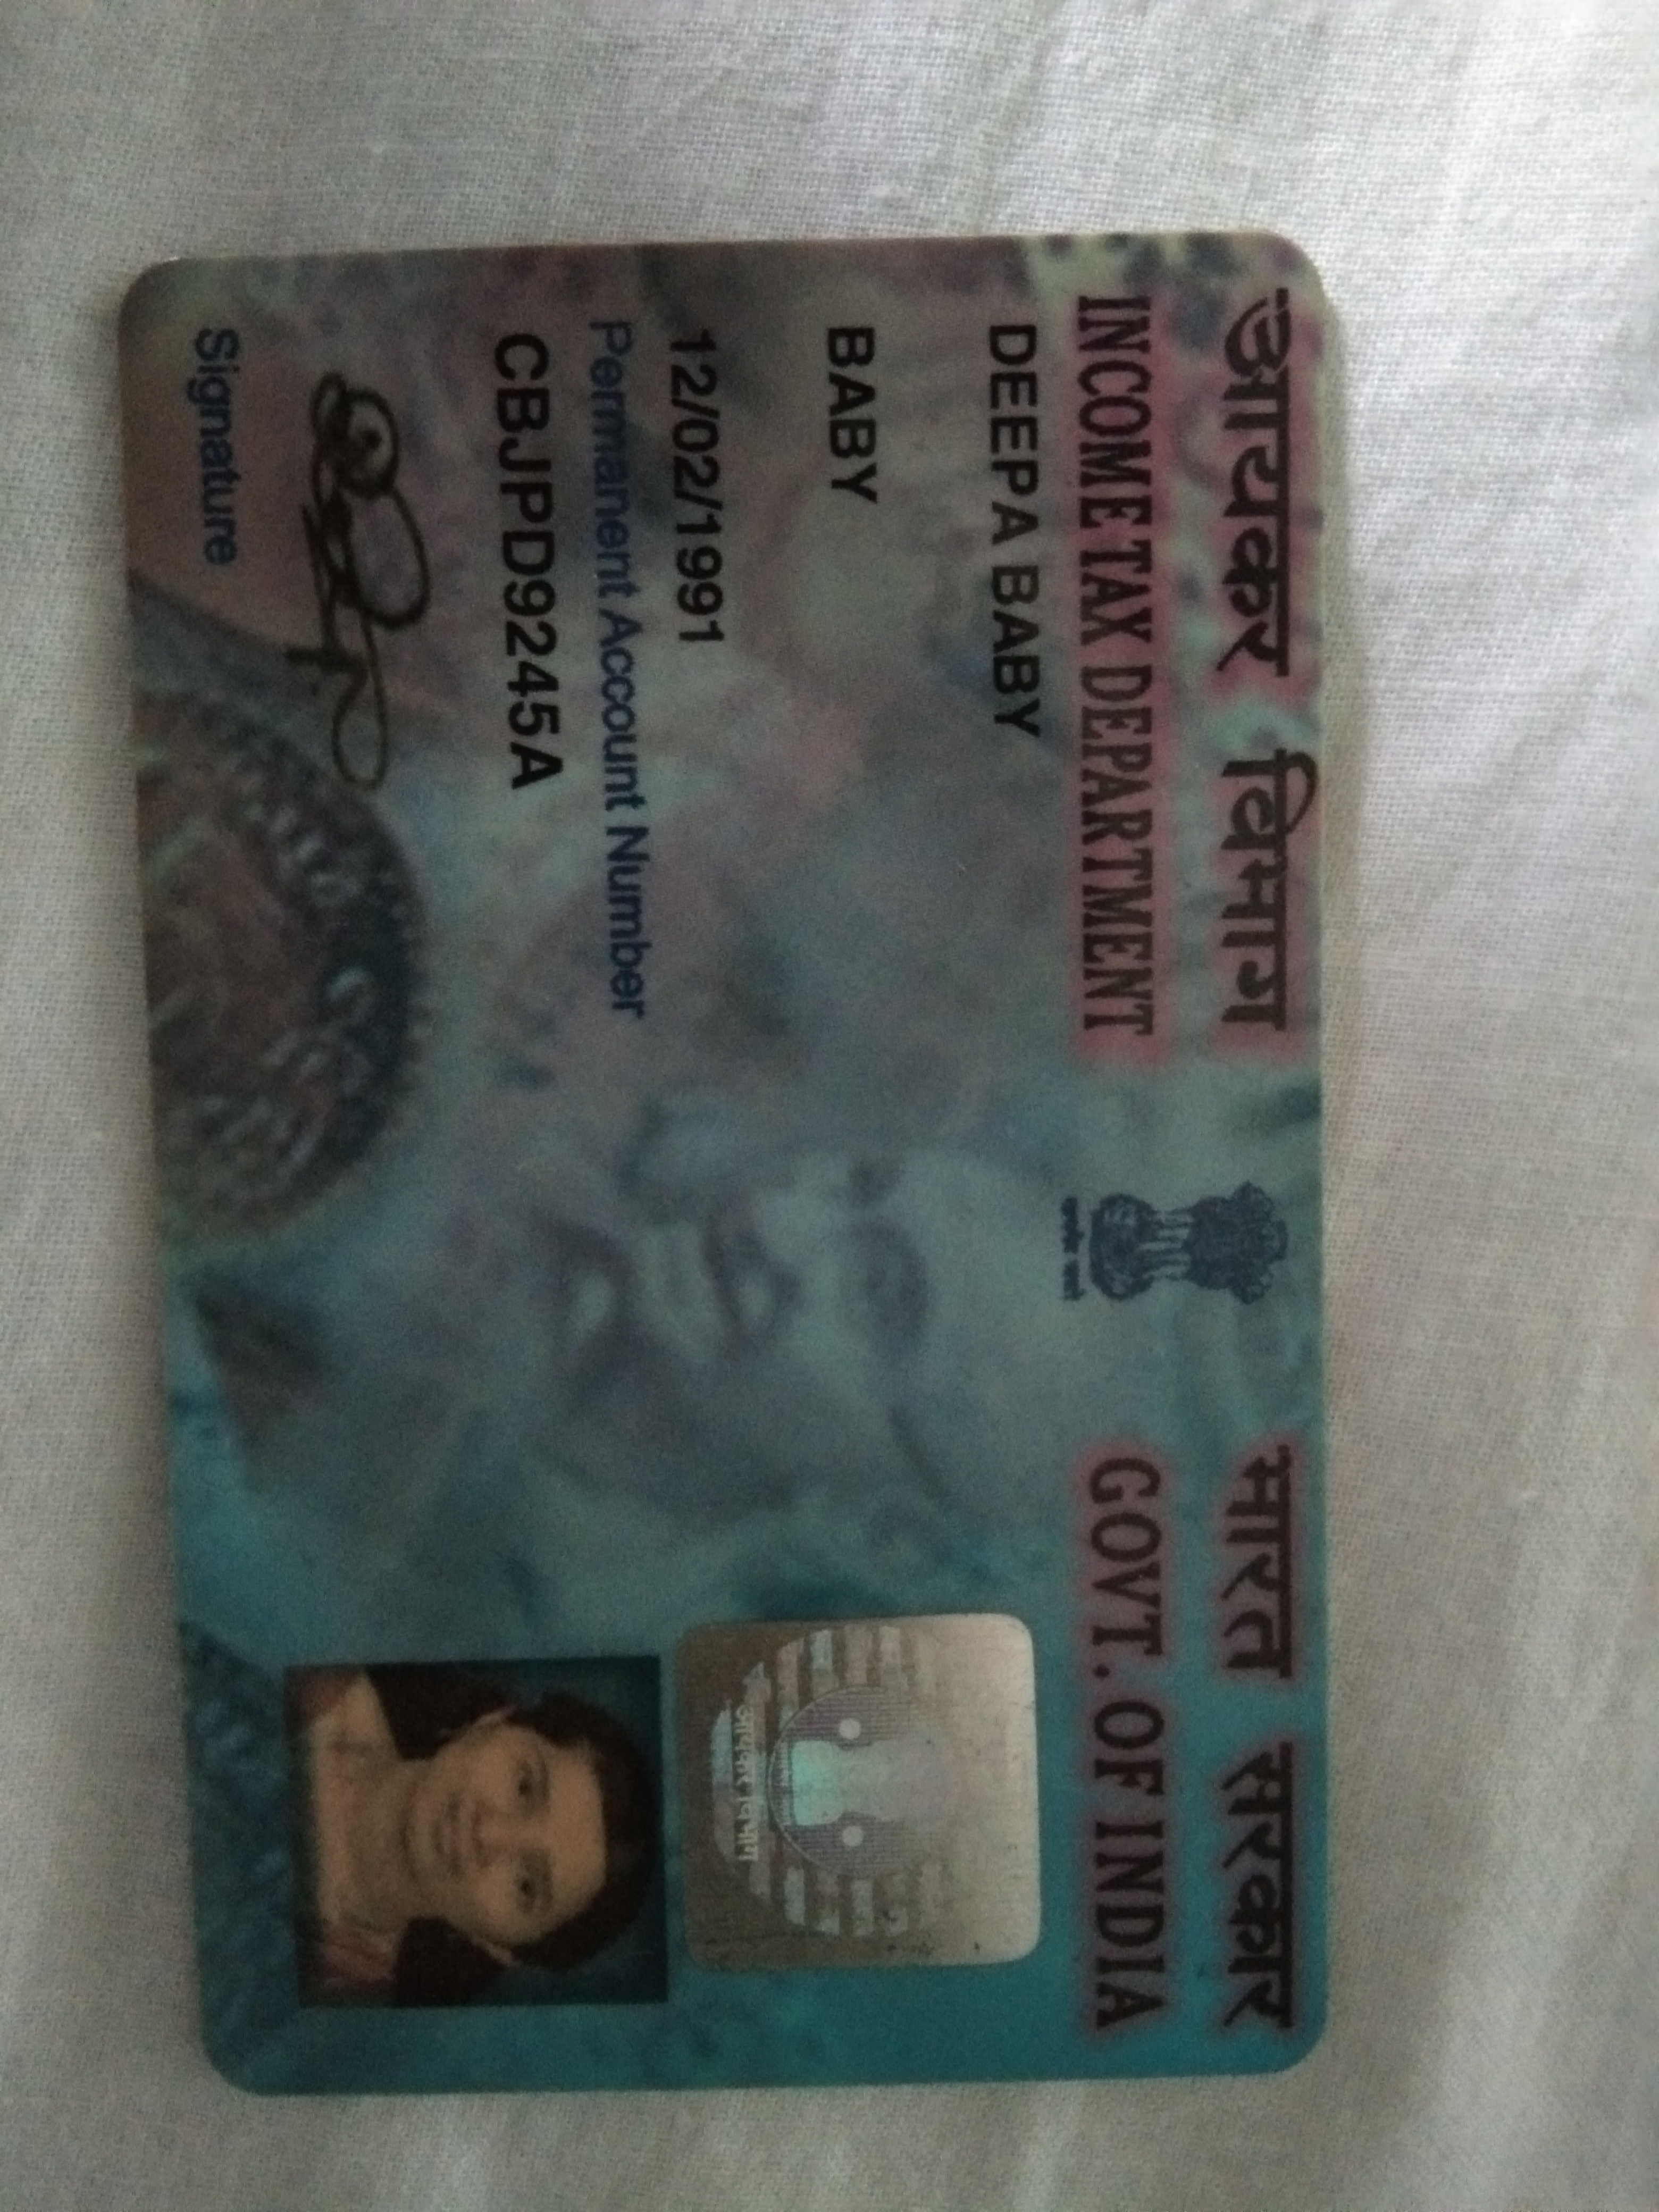 आयकर विभाग
INCOME TAX DEPARTMENT
भारत सरकार
GOVT. OF INDIA
DEEPA BABY
BABY
12/02/1991
Permanent Account Number
CBJPD9245A
Signature
आयकर विभाग